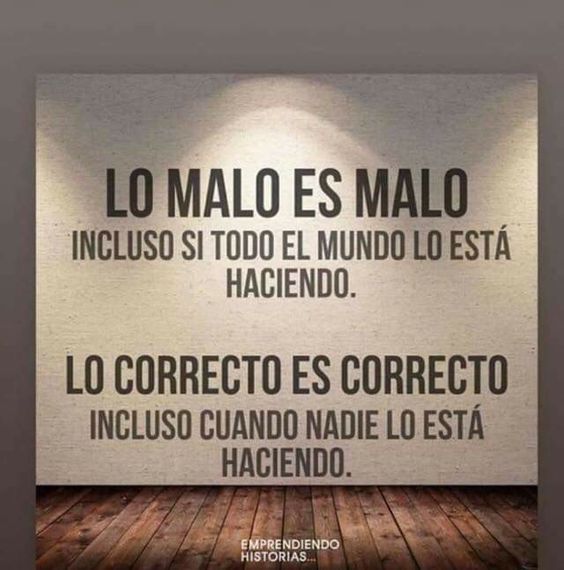 LO MALO ES MALO
INCLUSO SI TODO EL MUNDO LO ESTÁ
HACIENDO.
LO CORRECTO ES CORRECTO
INCLUSO CUANDO NADIE LO ESTÁ
HACIENDO.
EMPRENDIENDO
HISTORIAS...